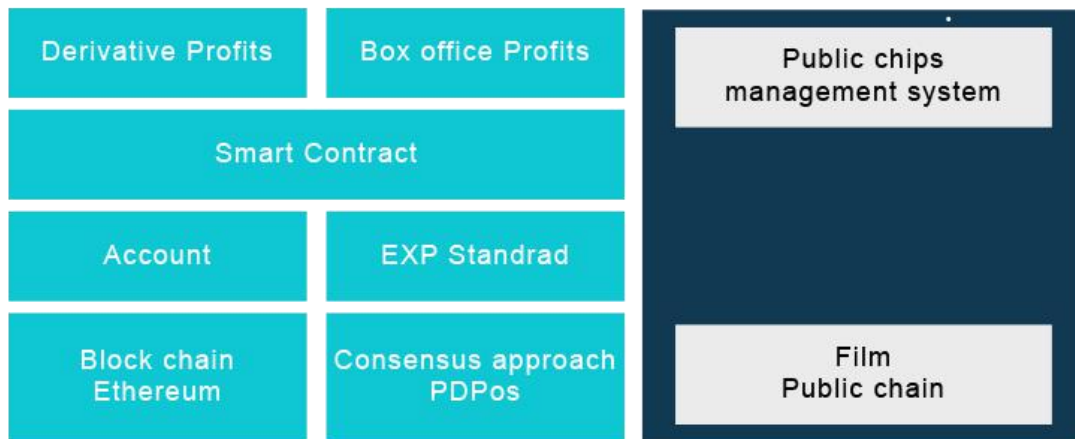 Derivative Profits
Box office Profits
Smart Contract
Account
EXP Standrad
Block chain
Ethereum
Consensus approach
PDPos
Public chips
management system
Film
Public chain